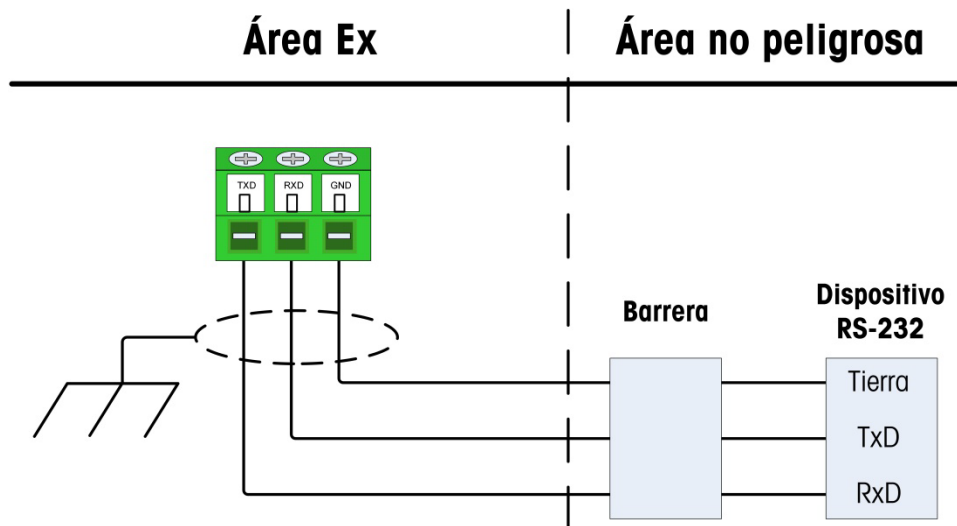 Área Ex
Área no peligrosa
TXD
RXD
GND
Barrera
Dispositivo
RS-232
Tierra
TxD
RxD